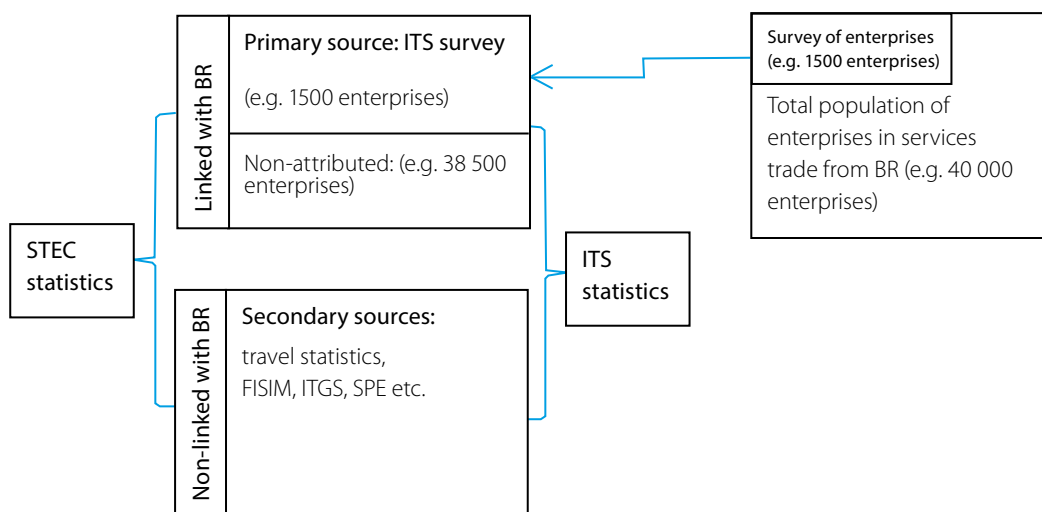 Linked with BR
Primary source: ITS survey
(e.g. 1500 enterprises)
Non-attributed: (e.g. 38 500
enterprises)
Survey of enterprises
(e.g. 1500 enterprises)
Total population of
enterprises in services
trade from BR (e.g. 40 000
enterprises)
STEC
statistics
ITS
statistics
Non-linked with BR
Secondary sources:
travel statistics,
FISIM, ITGS, SPE etc.